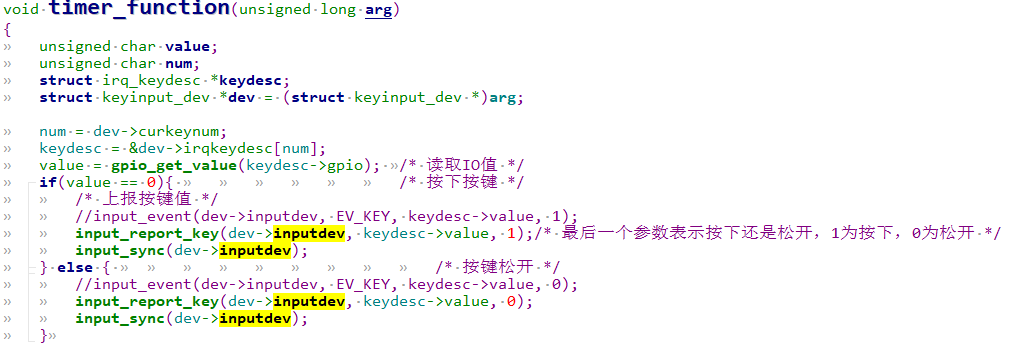 void timer_function(unsigned long arg)
{
    unsigned char value;
    unsigned char num;
    struct irq_keydesc *keydesc;
    struct keyinput_dev *dev = (struct keyinput_dev *)arg;

    num = dev->curkeynum;
    keydesc = &dev->irqkeydesc[num];
    value = gpio_get_value(keydesc->gpio); /* 读取IO值 */
    if(value == 0){ /* 按下按键 */
        /* 上报按键值 */
        //input_event(dev->inputdev, EV_KEY, keydesc->value, 1);
        input_report_key(dev->inputdev, keydesc->value, 1);/* 最后一个参数表示按下还是松开，1为按下，0为松开 */
        input_sync(dev->inputdev);
    } else { /* 按键松开 */
        //input_event(dev->inputdev, EV_KEY, keydesc->value, 0);
        input_report_key(dev->inputdev, keydesc->value, 0);
        input_sync(dev->inputdev);
    }